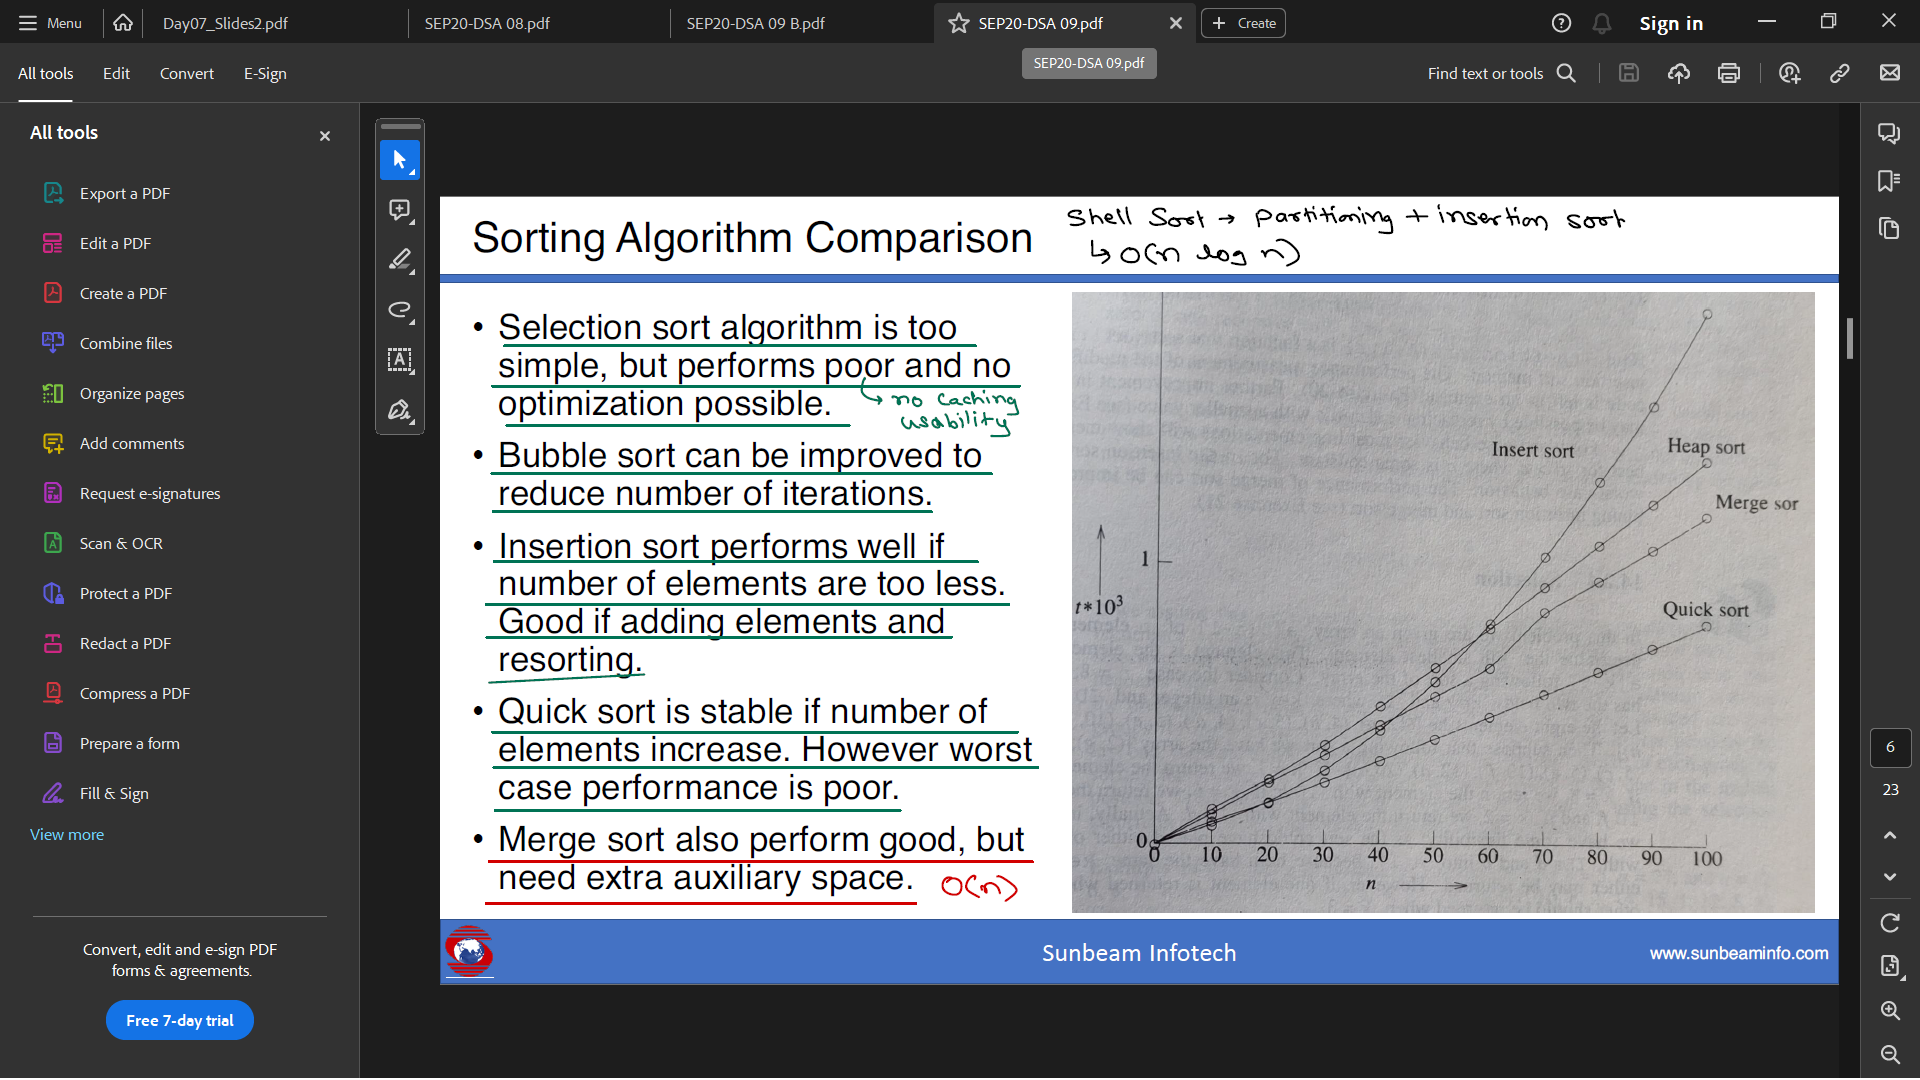 Menu
Day07_Slides2.pdf
SEP20-DSA 08.pdf
SEP20-DSA 09 B.pdf
SEP20-DSA 09.pdf
Create
Sign in
SEP20-DSA 09.pdf
All tools
Edit
Convert
E-Sign
Find text or tools
All tools
Export a PDF
Edit a PDF
Create a PDF
Combine files
Organize pages
Add comments
Request e-signatures
Scan & OCR
Protect a PDF
Redact a PDF
Compress a PDF
Prepare a form
Fill & Sign
View more
Convert, edit and e-sign PDF
forms & agreements.
Free 7-day trial
Sorting Algorithm Comparison
Shell Sort → partitioning + insertion sort
↳ O(n log n)
• Selection sort algorithm is too
simple, but performs poor and no
optimization possible.
→ no caching
usability
• Bubble sort can be improved to
reduce number of iterations.
• Insertion sort performs well if
number of elements are too less.
Good if adding elements and
resorting.
• Quick sort is stable if number of
elements increase. However worst
case performance is poor.
• Merge sort also perform good, but
need extra auxiliary space. O(n)
Insert sort
Heap sort
Merge sor
Quick sort
1
t*10³
0
0 10 20 30 40 50 60 70 80 90 100
n
Sunbeam Infotech
www.sunbeaminfo.com
6
23